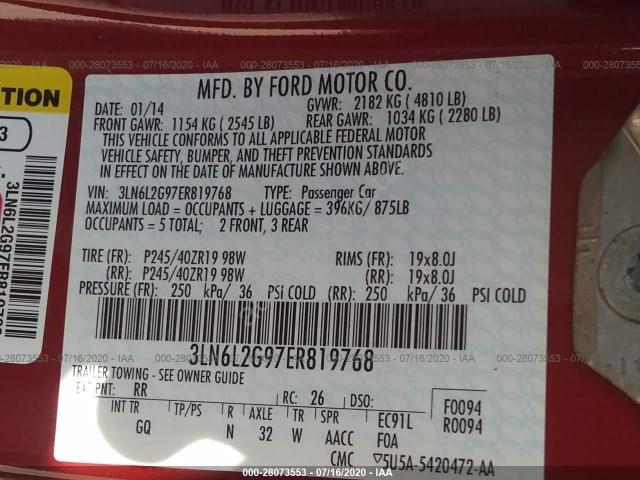 000-28073553 - 07/16/2020 - IAA
MFD. BY FORD MOTOR CO.
DATE: 01/14 GVWR: 2182 KG ( 4810 LB)
FRONT GAWR: 1154 KG ( 2545 LB) REAR GAWR: 1034 KG ( 2280 LB)
THIS VEHICLE CONFORMS TO ALL APPLICABLE FEDERAL MOTOR
VEHICLE SAFETY, BUMPER, AND THEFT PREVENTION STANDARDS
IN EFFECT ON THE DATE OF MANUFACTURE SHOWN ABOVE.
VIN: 3LN6L2G97ER819768 TYPE: Passenger Car
MAXIMUM LOAD = OCCUPANTS + LUGGAGE = 396KG/ 875LB
OCCUPANTS = 5 TOTAL; 2 FRONT, 3 REAR
TIRE (FR): P245/40ZR19 98W RIMS (FR): 19x8.0J
(RR): P245/40ZR19 98W (RR): 19x8.0J
PRESSURE (FR): 250 kPa/ 36 PSI COLD (RR): 250 kPa/ 36 PSI COLD
3LN6L2G97ER819768
TRAILER TOWING - SEE OWNER GUIDE
EXT PNT: RR RC: 26 DSO: F0094
INT TR TP/PS R AXLE TR SPR EC91L R0094
GQ N 32 W AACC F0A
CMC ▽5U5A-5420472-AA
TION
3
3LN6L2G97ER819768
000-28073553 - 07/16/2020 - IAA